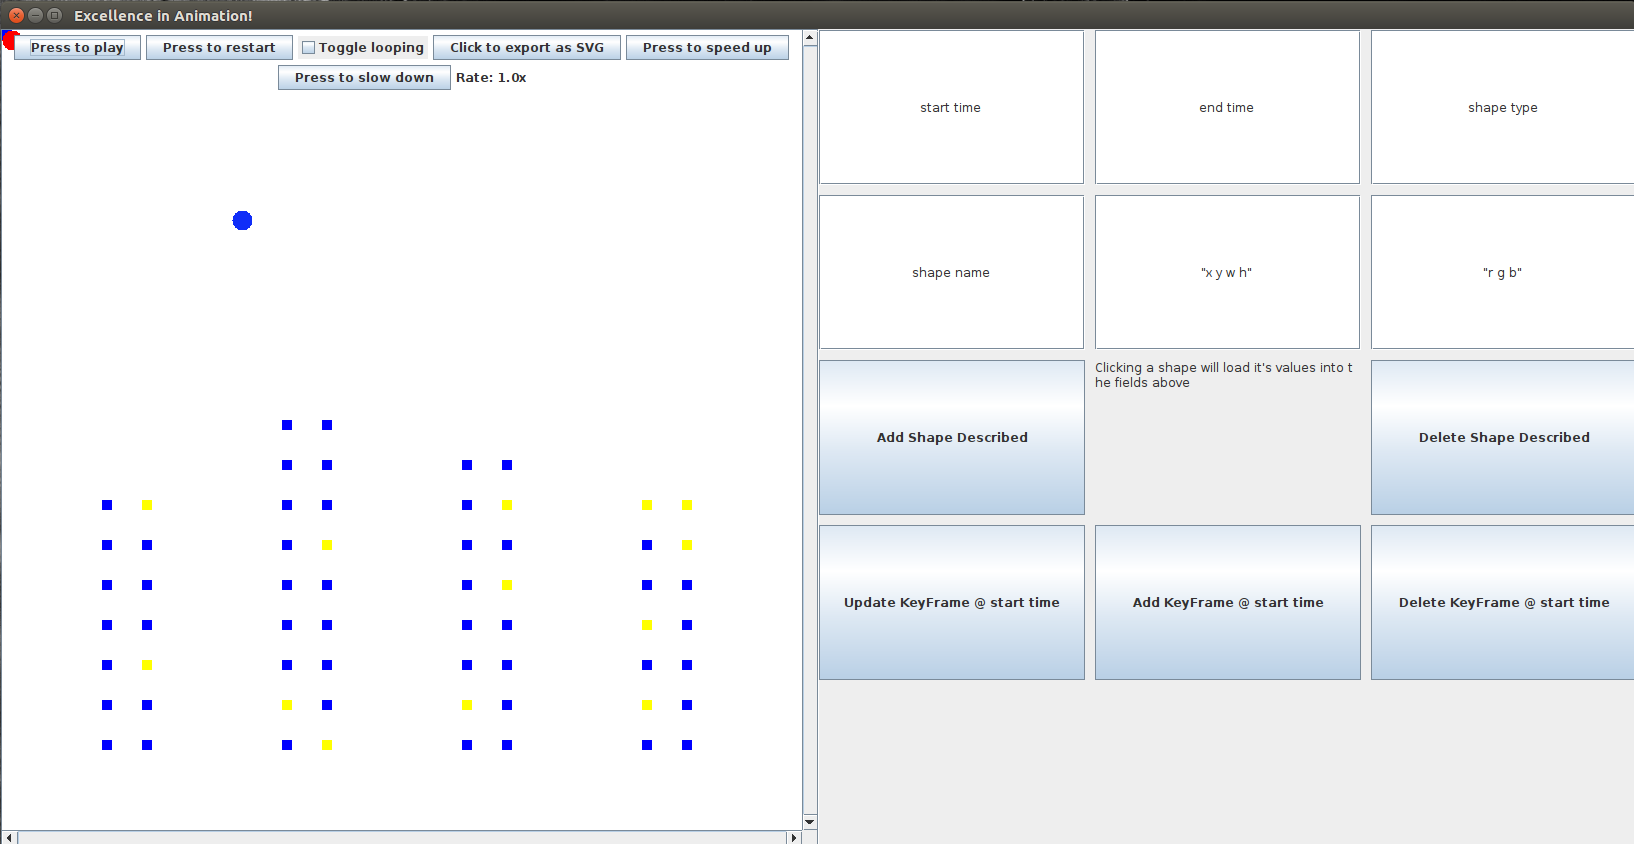 Excellence in Animation!
Press to play
Press to restart
Toggle looping
Click to export as SVG
Press to speed up
Press to slow down
Rate: 1.0x
start time
end time
shape type
shape name
"x y w h"
"r g b"
Add Shape Described
Clicking a shape will load it's values into t
he fields above
Delete Shape Described
Update KeyFrame @ start time
Add KeyFrame @ start time
Delete KeyFrame @ start time